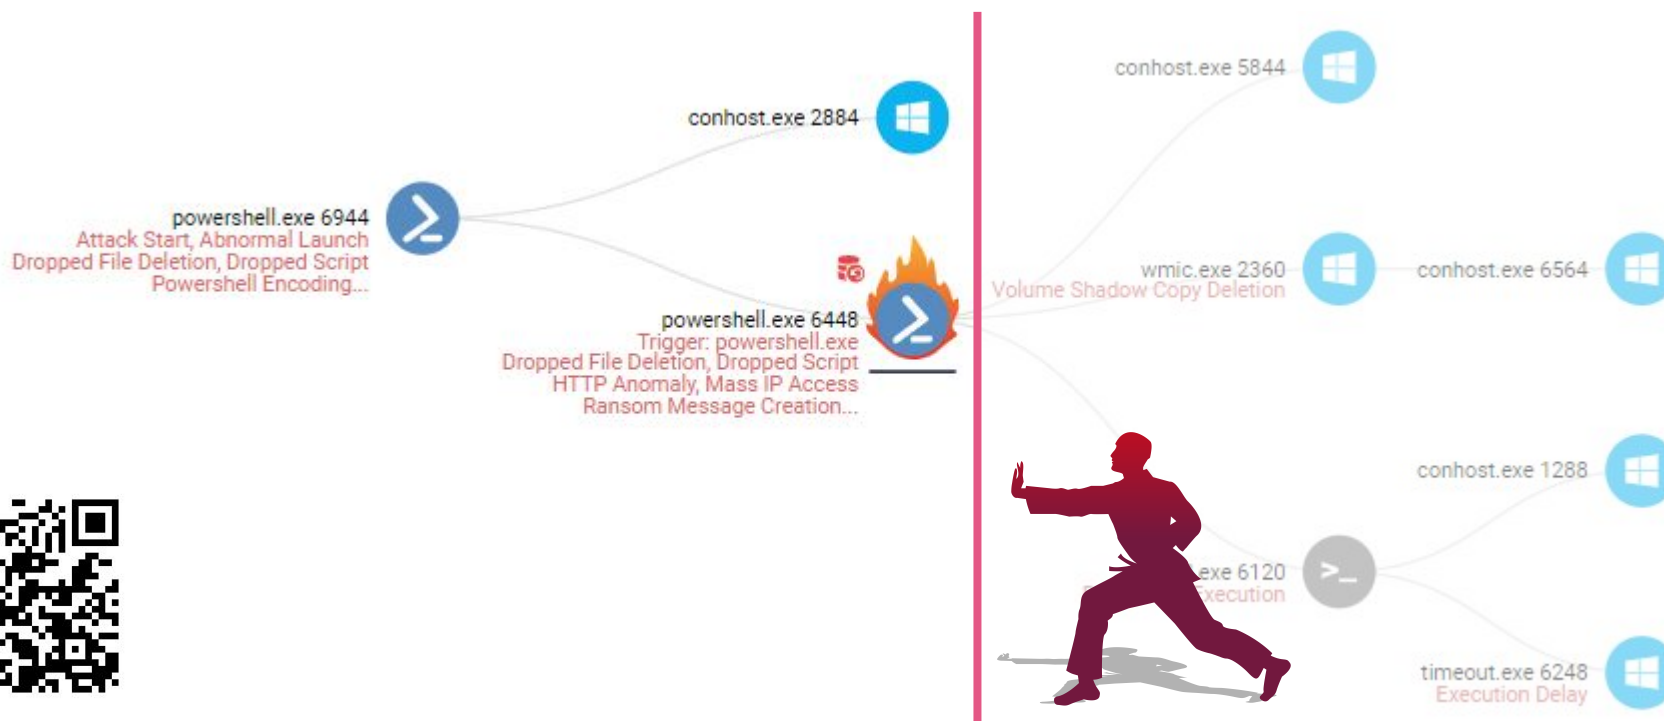 conhost.exe 5844
conhost.exe 2884
powershell.exe 6944
Attack Start, Abnormal Launch
Dropped File Deletion, Dropped Script
Powershell Encoding...
wmic.exe 2360
Volume Shadow Copy Deletion
conhost.exe 6564
powershell.exe 6448
Trigger: powershell.exe
Dropped File Deletion, Dropped Script
HTTP Anomaly, Mass IP Access
Ransom Message Creation...
conhost.exe 1288
.exe 6120
Execution
timeout.exe 6248
Execution Delay